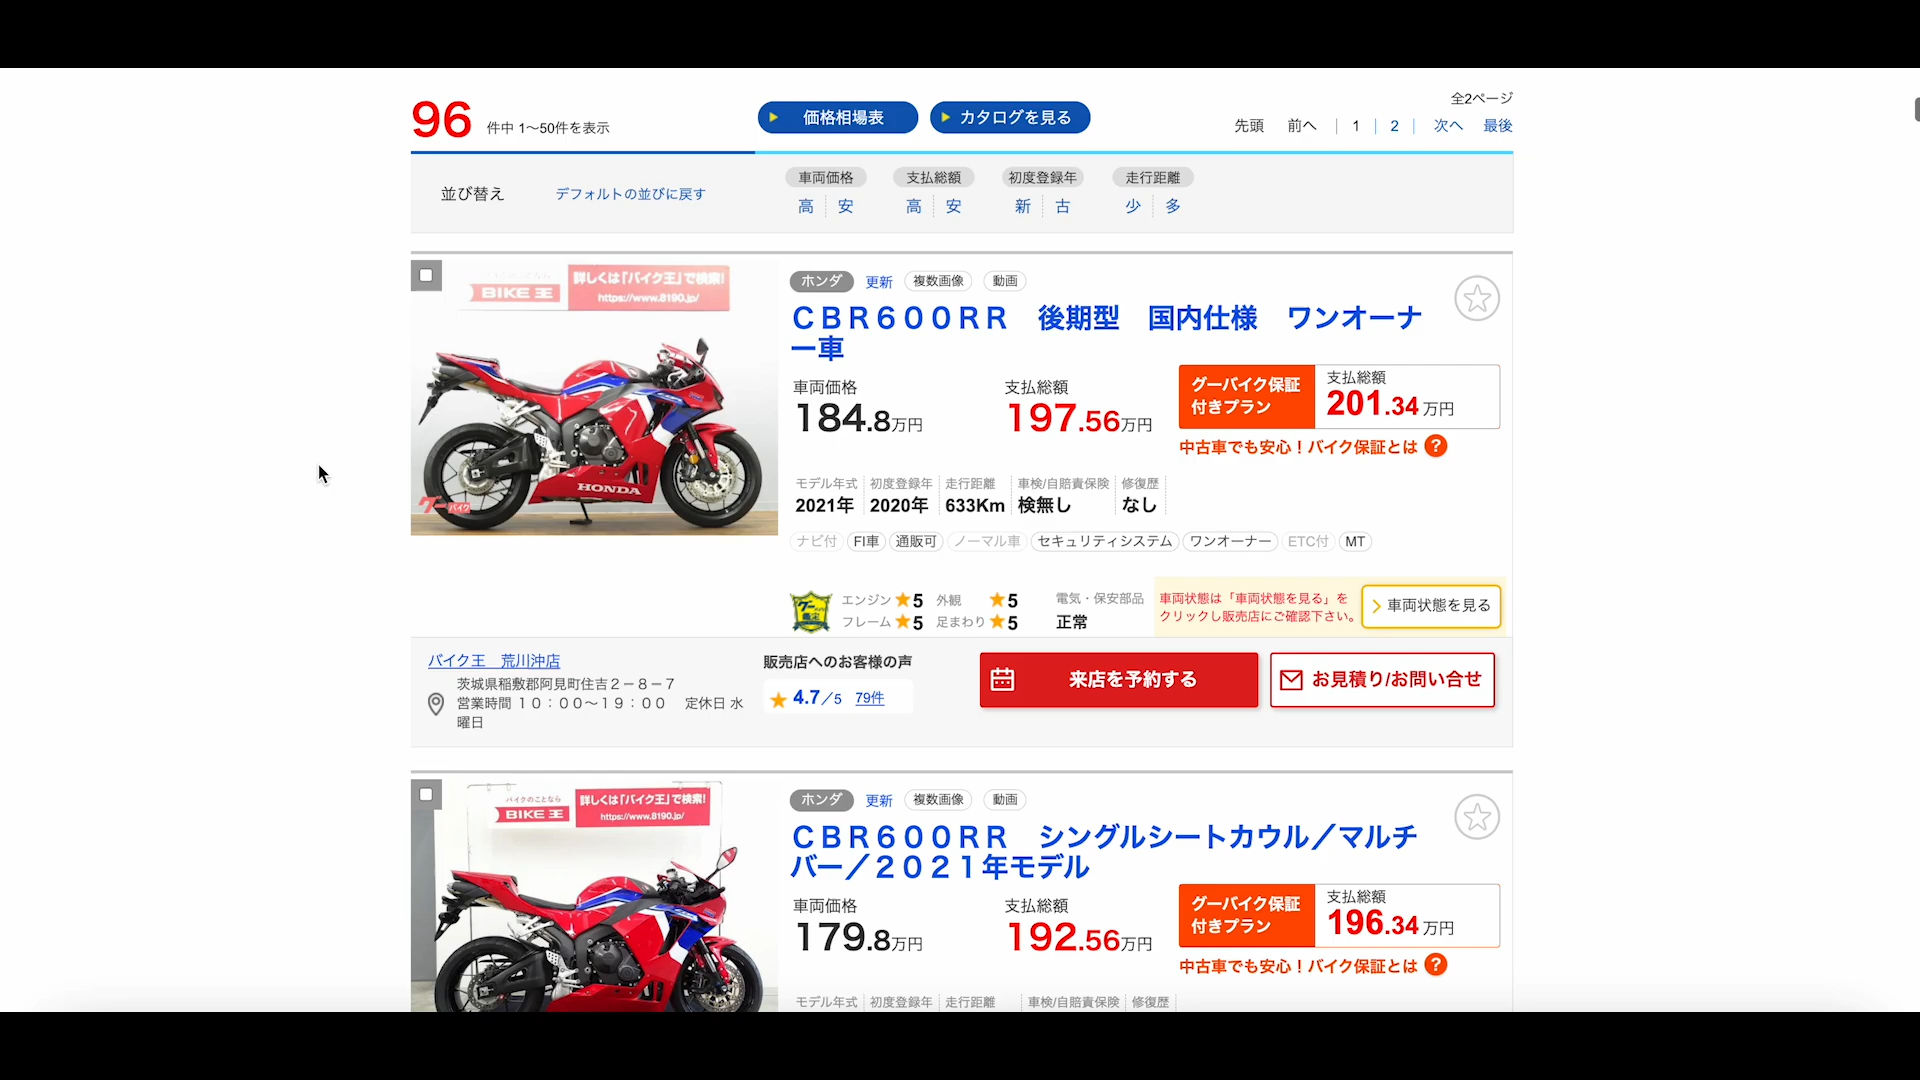 96 件中 1〜50件を表示
価格相場表
カタログを見る
全2ページ
先頭 前へ 1 2 次へ 最後
並び替え デフォルトの並びに戻す
車両価格 支払総額 初度登録年 走行距離
高 安 高 安 新 古 少 多
詳しくは「バイク王」で検索!
BIKE王 https://www.8190.jp/
HONDA
グーバイク
ホンダ 更新 複数画像 動画
ＣＢＲ６００ＲＲ　後期型　国内仕様　ワンオーナ
ー車
車両価格 支払総額
184.8万円 197.56万円
グーバイク保証
付きプラン
支払総額
201.34万円
中古車でも安心！バイク保証とは ?
モデル年式 初度登録年 走行距離 車検/自賠責保険 修復歴
2021年 2020年 633Km 検無し なし
ナビ付 FI車 通販可 ノーマル車 セキュリティシステム ワンオーナー ETC付 MT
エンジン ★5 外観 ★5 電気・保安部品
フレーム ★5 足まわり ★5 正常
車両状態は「車両状態を見る」を
クリックし販売店にご確認下さい。
車両状態を見る
バイク王　荒川沖店
茨城県稲敷郡阿見町住吉２－８－７
営業時間 １０：００〜１９：００　定休日 水
曜日
販売店へのお客様の声
★ 4.7／5 79件
来店を予約する
お見積り/お問い合せ
バイクのことなら
BIKE王
詳しくは「バイク王」で検索!
https://www.8190.jp/
ホンダ 更新 複数画像 動画
ＣＢＲ６００ＲＲ　シングルシートカウル／マルチ
バー／２０２１年モデル
車両価格 支払総額
179.8万円 192.56万円
グーバイク保証
付きプラン
支払総額
196.34万円
中古車でも安心！バイク保証とは ?
モデル年式 初度登録年 走行距離 車検/自賠責保険 修復歴